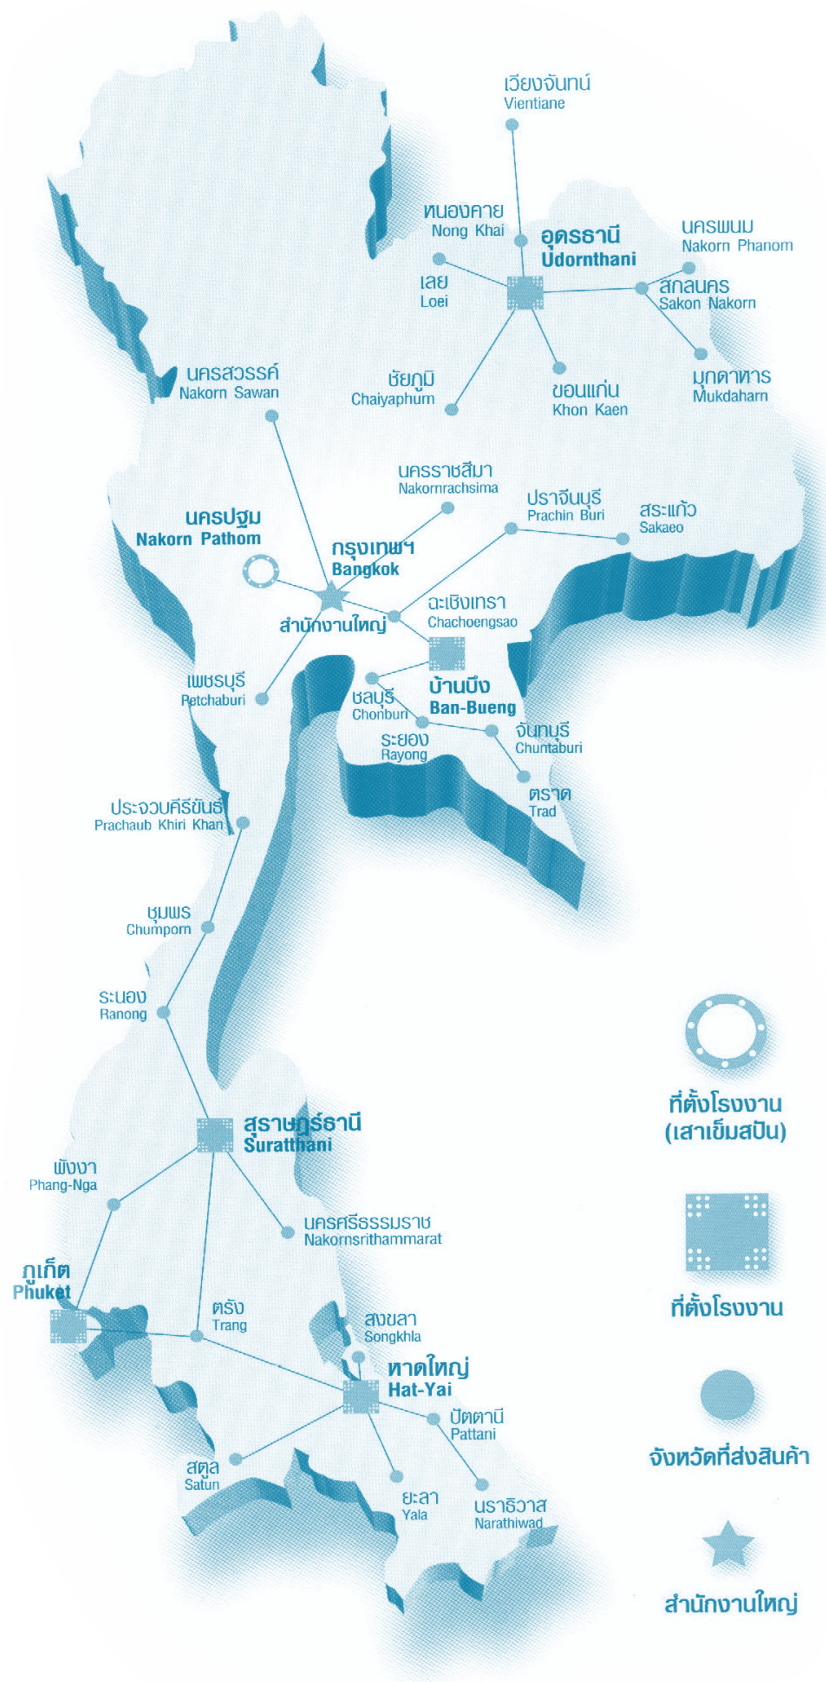 เวียงจันทน์
Vientiane
หนองคาย
Nong Khai
อุดรธานี
Udornthani
นครพนม
Nakorn Phanom
เลย
Loei
สกลนคร
Sakon Nakorn
นครสวรรค์
Nakorn Sawan
ชัยภูมิ
Chaiyaphum
ขอนแก่น
Khon Kaen
มุกดาหาร
Mukdaharn
นครราชสีมา
Nakornrachsima
ปราจีนบุรี
Prachin Buri
สระแก้ว
Sakaeo
นครปฐม
Nakorn Pathom
กรุงเทพฯ
Bangkok
สำนักงานใหญ่
ฉะเชิงเทรา
Chachoengsao
เพชรบุรี
Petchaburi
ชลบุรี
Chonburi
บ้านบึง
Ban-Bueng
ระยอง
Rayong
จันทบุรี
Chuntaburi
ตราด
Trad
ประจวบคีรีขันธ์
Prachaub Khiri Khan
ชุมพร
Chumporn
ระนอง
Ranong
สุราษฎร์ธานี
Suratthani
พังงา
Phang-Nga
นครศรีธรรมราช
Nakornsrithammarat
ภูเก็ต
Phuket
ตรัง
Trang
สงขลา
Songkhla
หาดใหญ่
Hat-Yai
ปัตตานี
Pattani
สตูล
Satun
ยะลา
Yala
นราธิวาส
Narathiwad
ที่ตั้งโรงงาน
(เสาเข็มสปัน)
ที่ตั้งโรงงาน
จังหวัดที่ส่งสินค้า
สำนักงานใหญ่